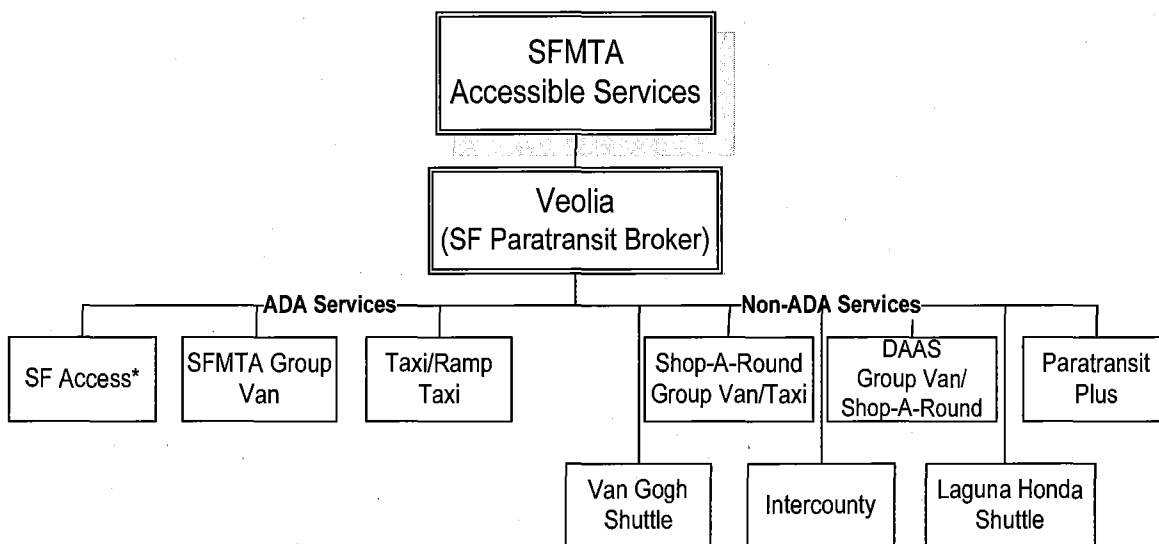 SFMTA
Accessible Services
Veolia
(SF Paratransit Broker)
ADA Services
Non-ADA Services
SF Access*
SFMTA Group
Van
Taxi/Ramp
Taxi
Shop-A-Round
Group Van/Taxi
DAAS
Group Van/
Shop-A-Round
Paratransit
Plus
Van Gogh
Shuttle
Intercounty
Laguna Honda
Shuttle